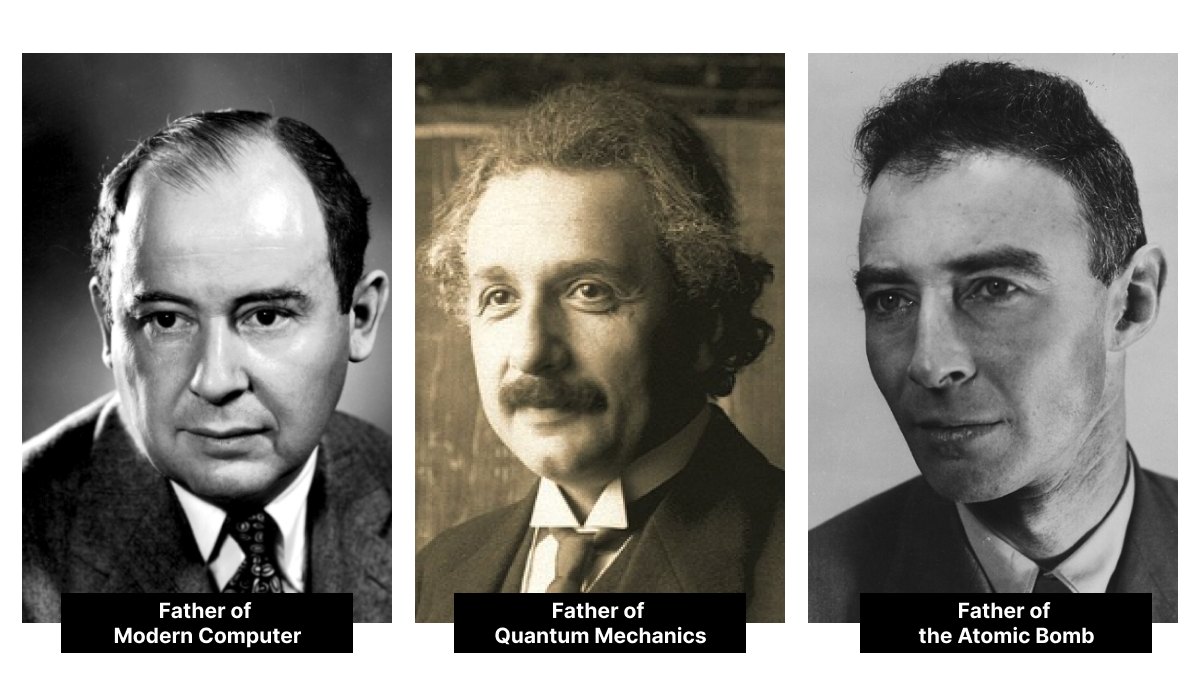 Father of
Modern Computer
Father of
Quantum Mechanics
Father of
the Atomic Bomb